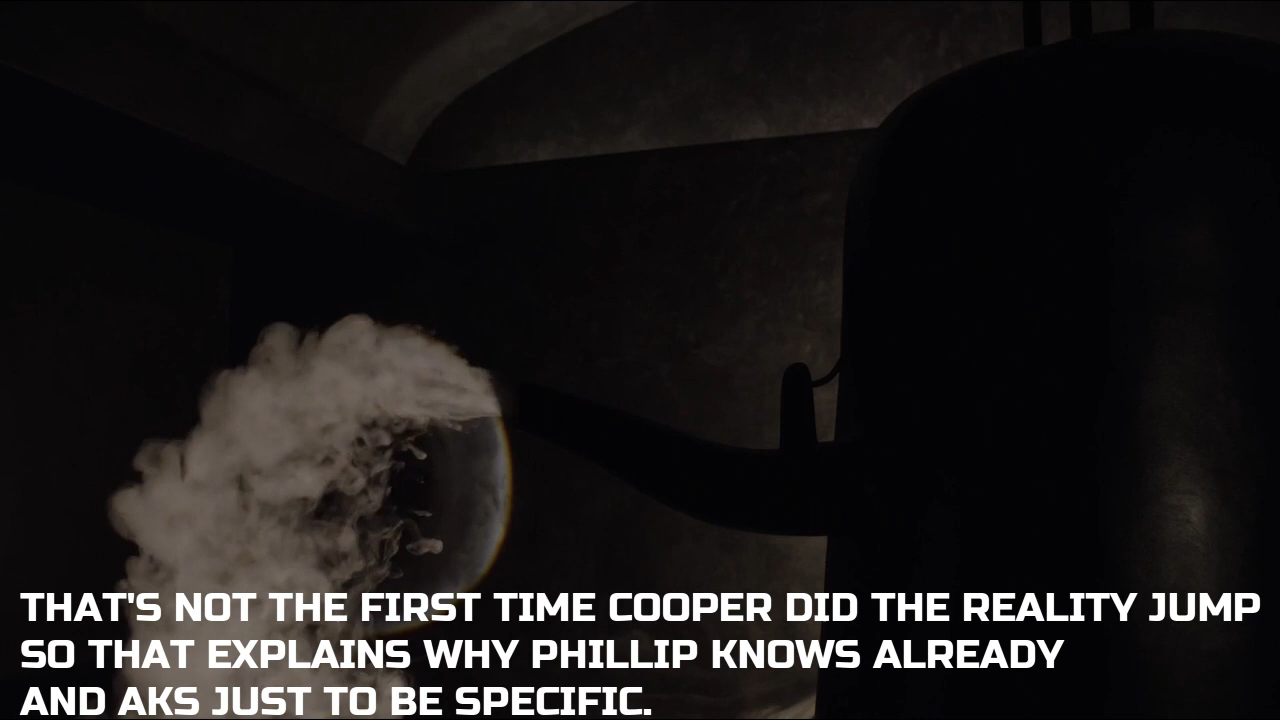 THAT'S NOT THE FIRST TIME COOPER DID THE REALITY JUMP
SO THAT EXPLAINS WHY PHILLIP KNOWS ALREADY
AND AKS JUST TO BE SPECIFIC.